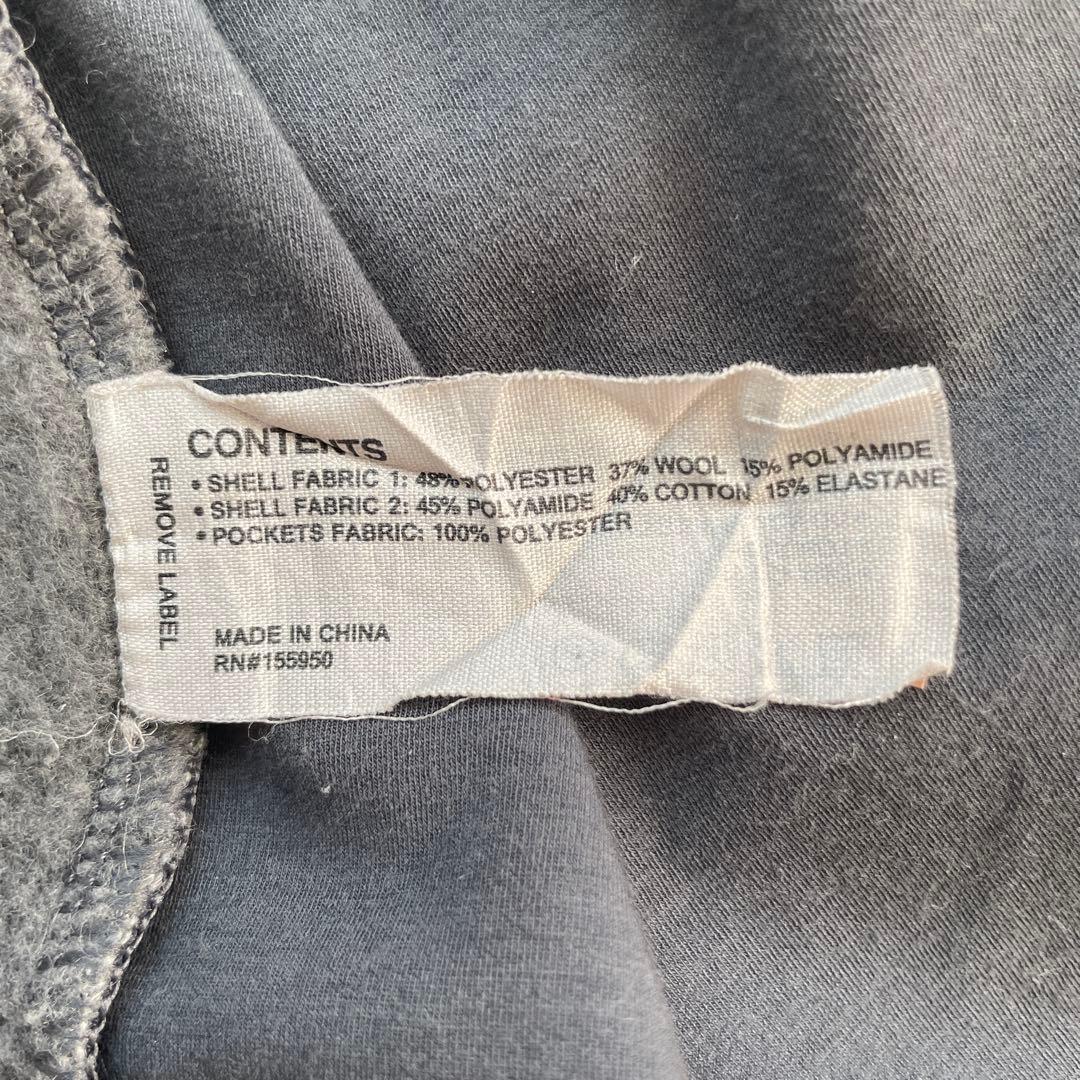 CONTENTS
• SHELL FABRIC 1: 48% POLYESTER 37% WOOL 15% POLYAMIDE
• SHELL FABRIC 2: 45% POLYAMIDE 40% COTTON 15% ELASTANE
• POCKETS FABRIC: 100% POLYESTER
MADE IN CHINA
RN#155950
REMOVE LABEL